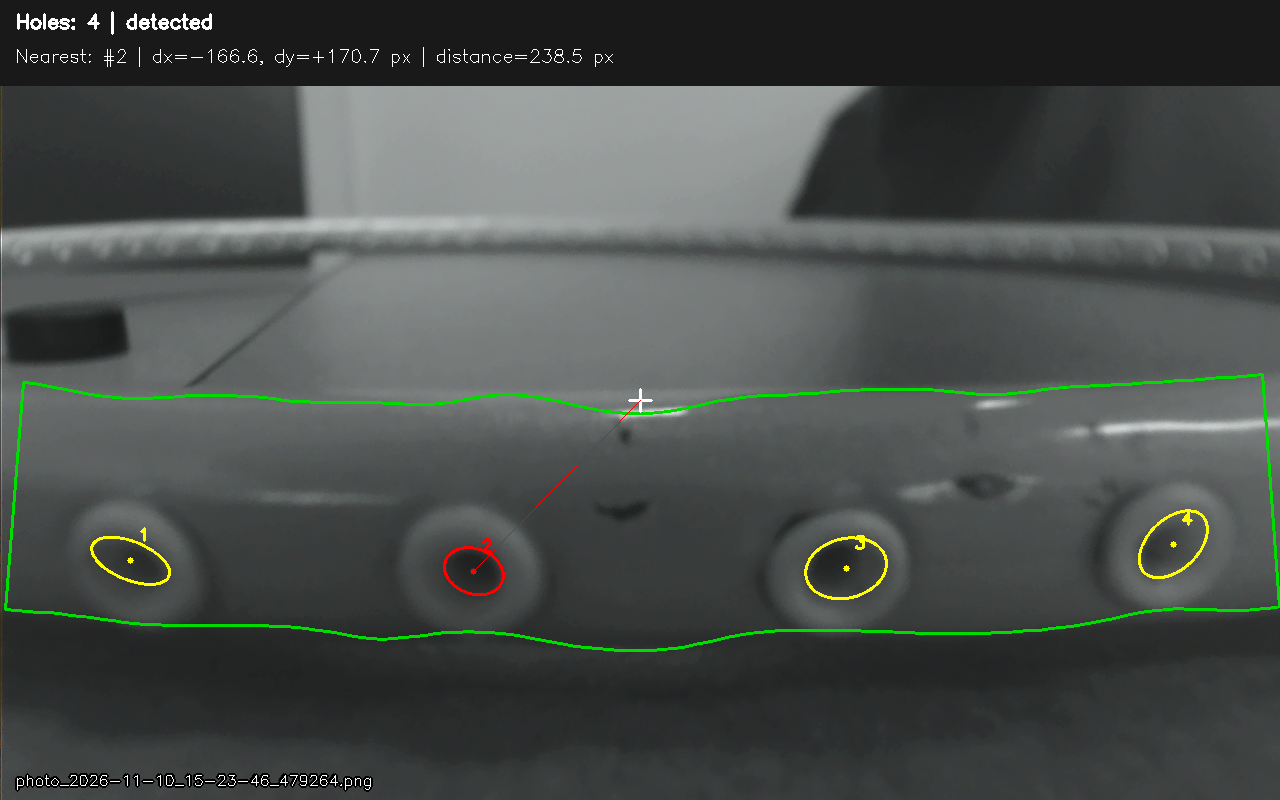 Holes: 4 | detected
Nearest: #2 | dx=-166.6, dy=+170.7 px | distance=238.5 px
1
2
3
4
photo_2026-11-10_15-23-46_479264.png